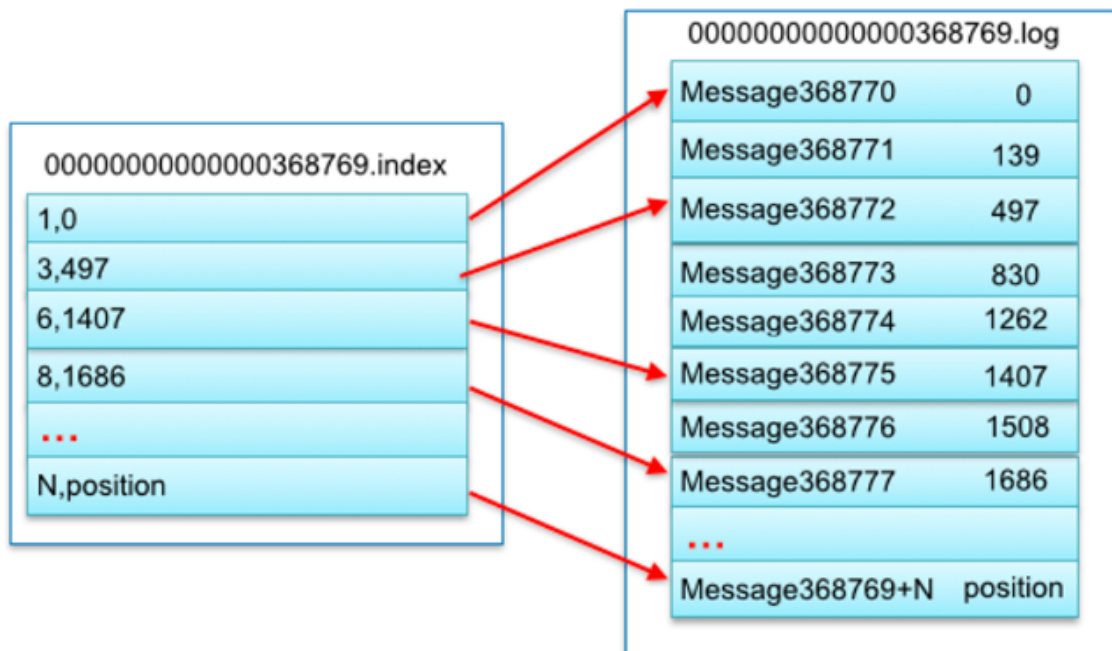 00000000000000368769.index
1,0
3,497
6,1407
8,1686
...
N,position
00000000000000368769.log
Message368770 0
Message368771 139
Message368772 497
Message368773 830
Message368774 1262
Message368775 1407
Message368776 1508
Message368777 1686
...
Message368769+N position